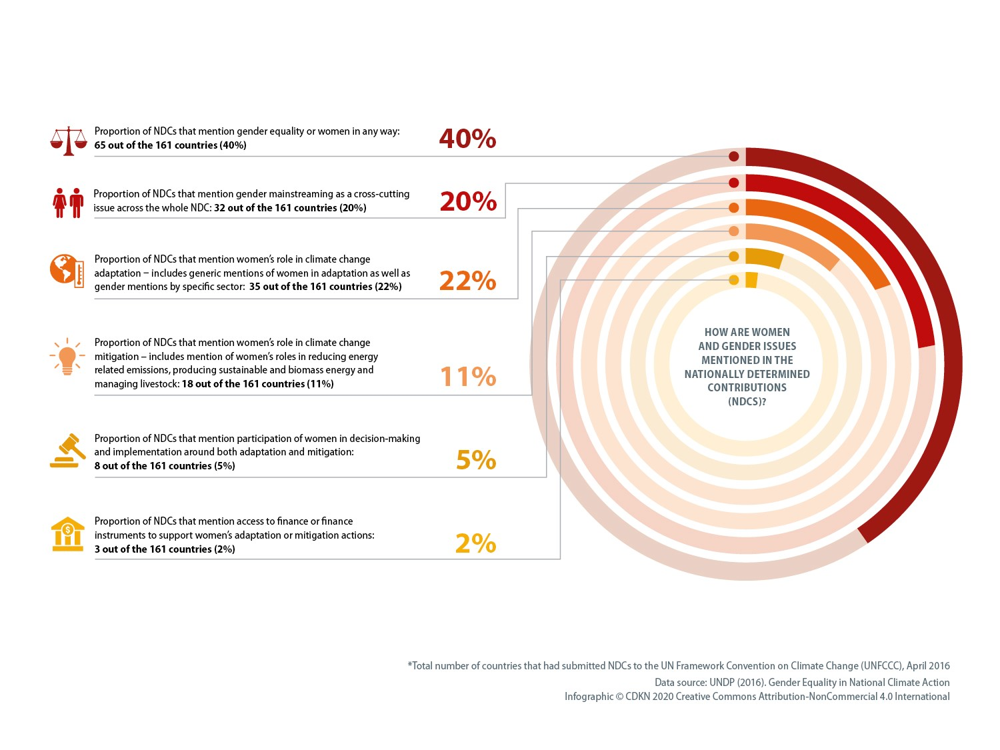 Proportion of NDCs that mention gender equality or women in any way:
65 out of the 161 countries (40%)
40%
Proportion of NDCs that mention gender mainstreaming as a cross-cutting
issue across the whole NDC: 32 out of the 161 countries (20%)
20%
Proportion of NDCs that mention women’s role in climate change
adaptation – includes generic mentions of women in adaptation as well as
gender mentions by specific sector: 35 out of the 161 countries (22%)
22%
Proportion of NDCs that mention women’s role in climate change
mitigation – includes mention of women’s roles in reducing energy
related emissions, producing sustainable and biomass energy and
managing livestock: 18 out of the 161 countries (11%)
11%
Proportion of NDCs that mention participation of women in decision-making
and implementation around both adaptation and mitigation:
8 out of the 161 countries (5%)
5%
Proportion of NDCs that mention access to finance or finance
instruments to support women’s adaptation or mitigation actions:
3 out of the 161 countries (2%)
2%
$
HOW ARE WOMEN
AND GENDER ISSUES
MENTIONED IN THE
NATIONALLY DETERMINED
CONTRIBUTIONS
(NDCS)?
*Total number of countries that had submitted NDCs to the UN Framework Convention on Climate Change (UNFCCC), April 2016
Data source: UNDP (2016). Gender Equality in National Climate Action
Infographic © CDKN 2020 Creative Commons Attribution-NonCommercial 4.0 International